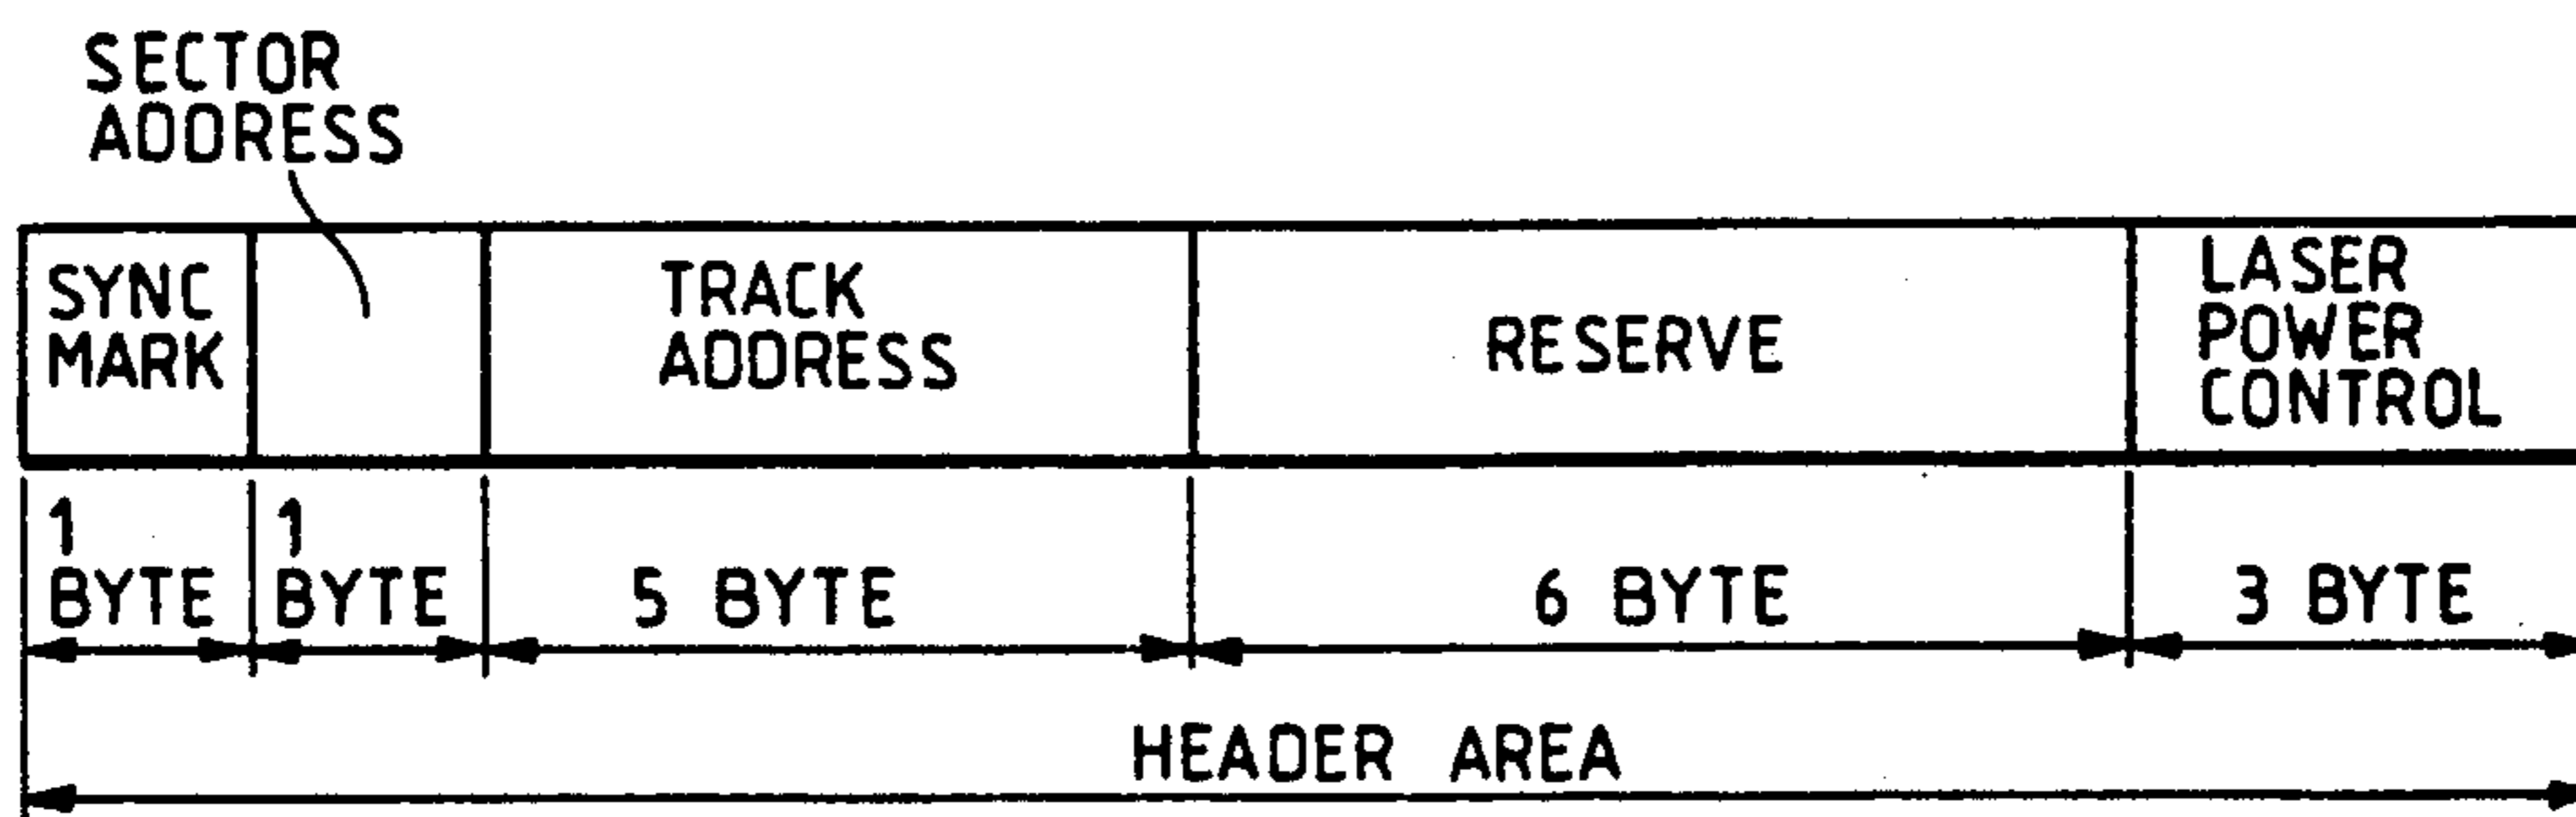 SECTOR
ADDRESS
SYNC
MARK
TRACK
ADDRESS
RESERVE
LASER
POWER
CONTROL
1
BYTE
1
BYTE
5 BYTE
6 BYTE
3 BYTE
HEADER AREA